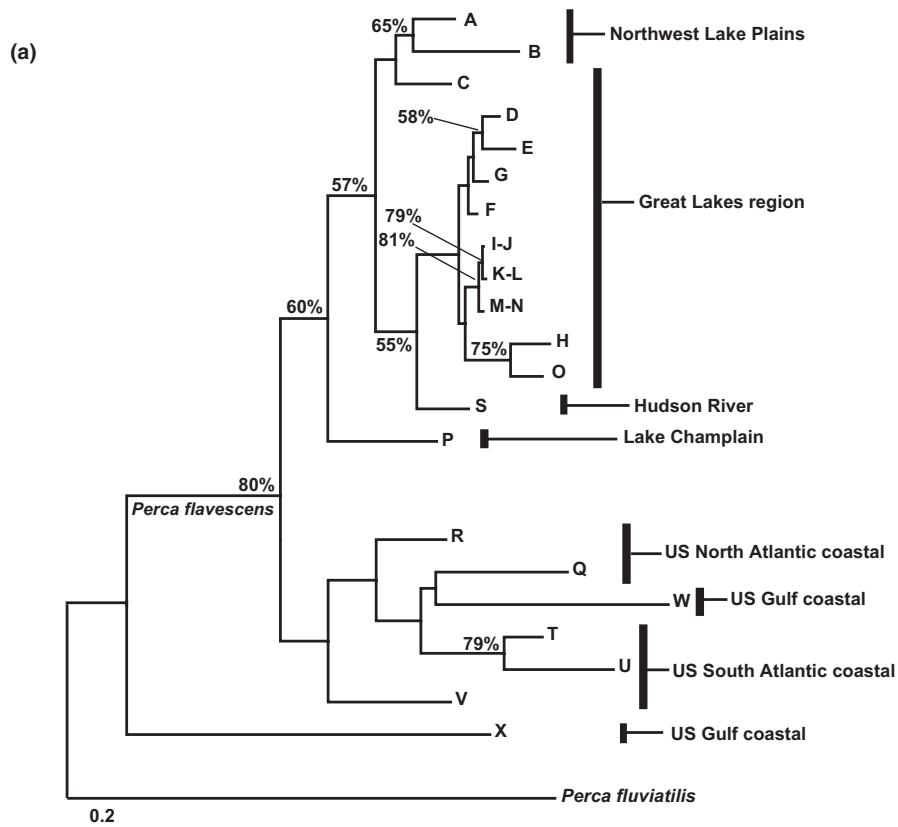 (a)
65%
A
B
Northwest Lake Plains
C
58%
D
E
G
F
57%
79%
81%
I-J
K-L
M-N
Great Lakes region
60%
55%
75%
H
O
S
Hudson River
P
Lake Champlain
80%
Perca flavescens
R
US North Atlantic coastal
Q
W
US Gulf coastal
79%
T
U
US South Atlantic coastal
V
X
US Gulf coastal
Perca fluviatilis
0.2